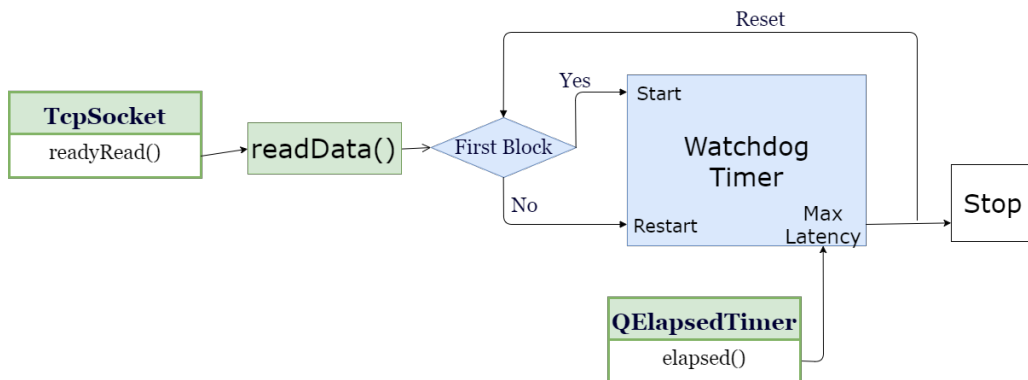 Reset
Yes
TcpSocket
readyRead()
readData()
First Block
No
Start
Watchdog
Timer
Restart
Max
Latency
Stop
QElapsedTimer
elapsed()